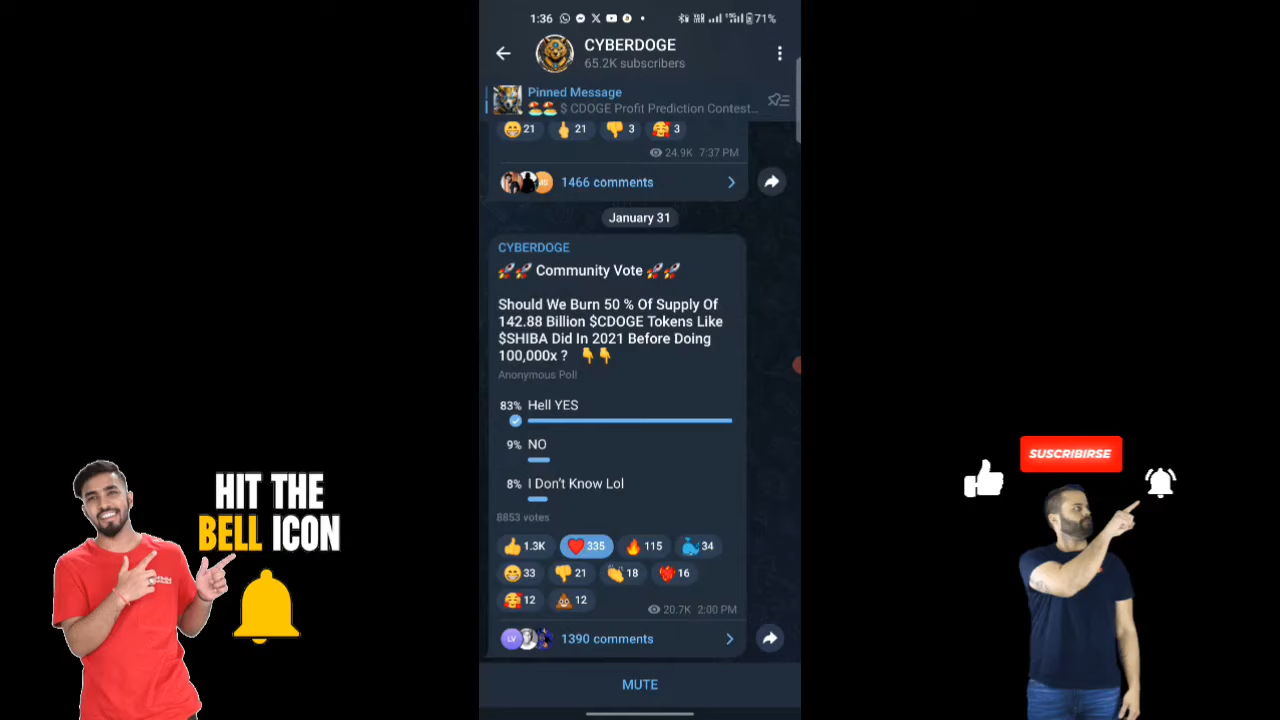 1:36
71%
CYBERDOGE
65.2K subscribers
Pinned Message
🏖️🏖️ $ CDOGE Profit Prediction Contest...
😁 21 🖕 21 👎 3 🥰 3
24.9K 7:37 PM
1466 comments
January 31
CYBERDOGE
🚀🚀 Community Vote 🚀🚀
Should We Burn 50 % Of Supply Of
142.88 Billion $CDOGE Tokens Like
$SHIBA Did In 2021 Before Doing
100,000x ? 👇👇
Anonymous Poll
83% Hell YES
9% NO
8% I Don't Know Lol
8853 votes
👍 1.3K ❤️ 335 🔥 115 🐳 34
😁 33 👎 21 👏 18 ❤️‍🔥 16
🥰 12 💩 12
20.7K 2:00 PM
LV
1390 comments
MUTE
HIT THE
BELL ICON
SUSCRIBIRSE